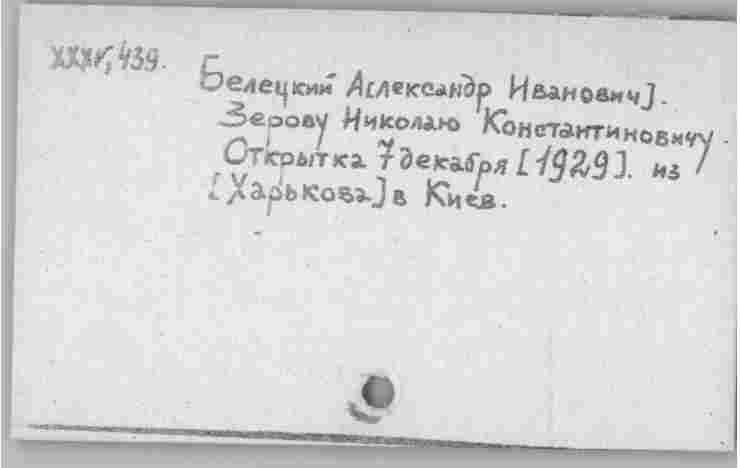 XXXV, 439.
Белецкий А[лександр Иванович].
Зерову Николаю Константиновичу.
Открытка 7 декабря [1929]. из
[Харькова] в Киев.